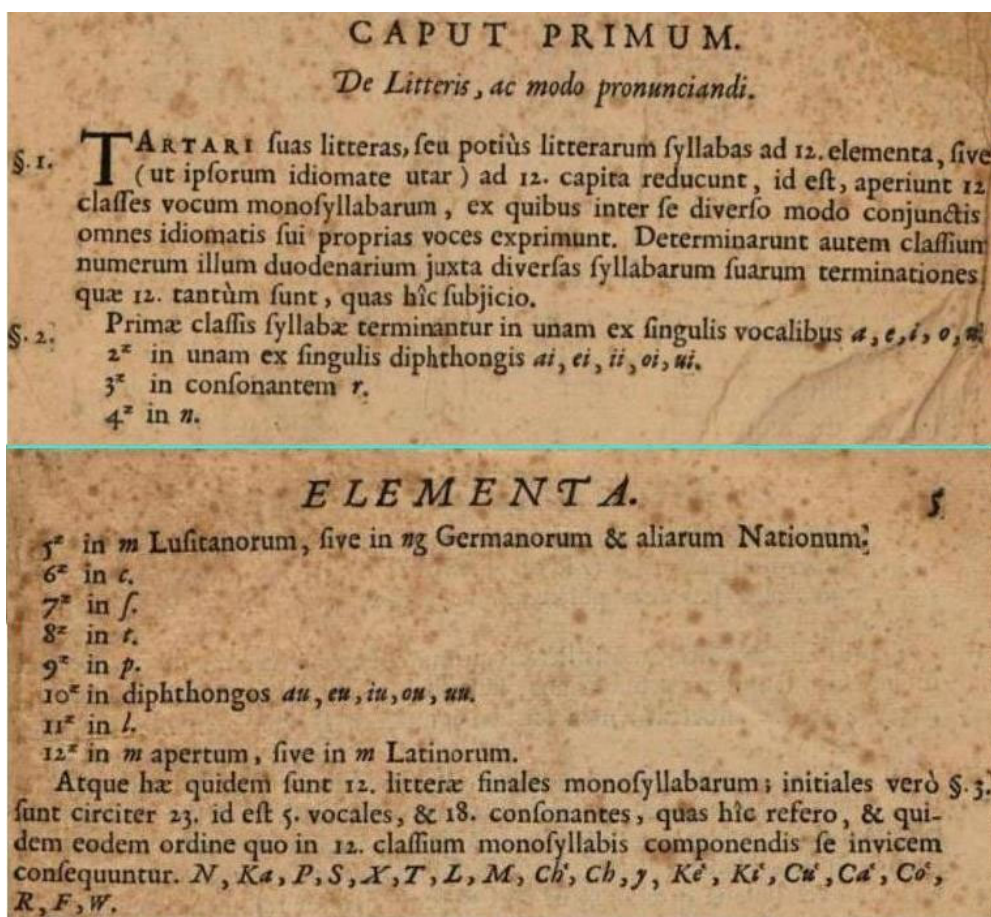 CAPUT PRIMUM.
De Litteris, ac modo pronunciandi.
§. 1. TARTARI ſuas litteras, ſeu potiùs litterarum ſyllabas ad 12. elementa, ſive
(ut ipſorum idiomate utar) ad 12. capita reducunt, id eſt, aperiunt 12
claſſes vocum monoſyllabarum, ex quibus inter ſe diverſo modo conjunctis
omnes idiomatis ſui proprias voces exprimunt. Determinarunt autem claſſium
numerum illum duodenarium juxta diverſas ſyllabarum ſuarum terminationes
quæ 12. tantùm ſunt, quas hîc ſubjicio.
§. 2. Primæ claſſis ſyllabæ terminantur in unam ex ſingulis vocalibus a, e, i, o, u.
2æ in unam ex ſingulis diphthongis ai, ei, ii, oi, ui.
3æ in conſonantem r.
4æ in n.
ELEMENTA. 5
5æ in m Luſitanorum, ſive in ng Germanorum & aliarum Nationum.
6æ in c.
7æ in ſ.
8æ in t.
9æ in p.
10æ in diphthongos au, eu, iu, ou, uu.
11æ in l.
12æ in m apertum, ſive in m Latinorum.
Atque hæ quidem ſunt 12. litteræ finales monoſyllabarum; initiales verò §. 3.
ſunt circiter 23. id eſt 5. vocales, & 18. conſonantes, quas hîc refero, & qui-
dem eodem ordine quo in 12. claſſium monoſyllabis componendis ſe invicem
conſequuntur. N, Ka, P, S, X, T, L, M, Ch', Ch, y, Ke', Ki', Cu', Ca', Co',
R, F, W.